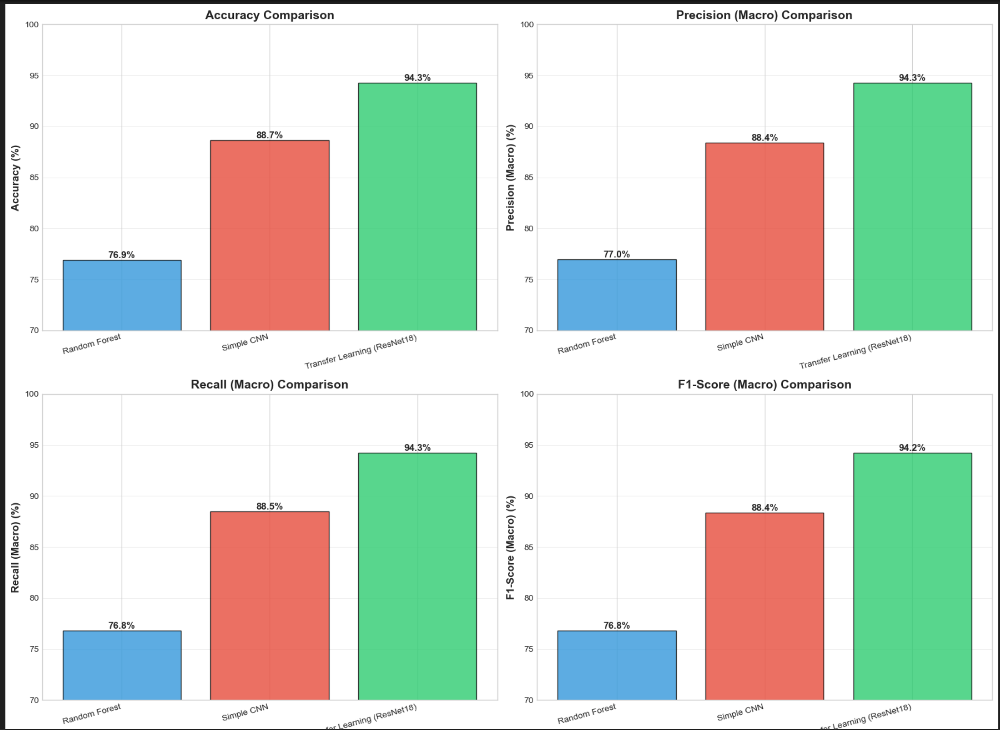 Accuracy Comparison
100
95
90
85
80
75
70
Accuracy (%)
76.9%
88.7%
94.3%
Random Forest
Simple CNN
Transfer Learning (ResNet18)
Precision (Macro) Comparison
100
95
90
85
80
75
70
Precision (Macro) (%)
77.0%
88.4%
94.3%
Random Forest
Simple CNN
Transfer Learning (ResNet18)
Recall (Macro) Comparison
100
95
90
85
80
75
70
Recall (Macro) (%)
76.8%
88.5%
94.3%
Random Forest
Simple CNN
Learning (ResNet18)
F1-Score (Macro) Comparison
100
95
90
85
80
75
70
F1-Score (Macro) (%)
76.8%
88.4%
94.2%
Random Forest
Simple CNN
Learning (ResNet18)